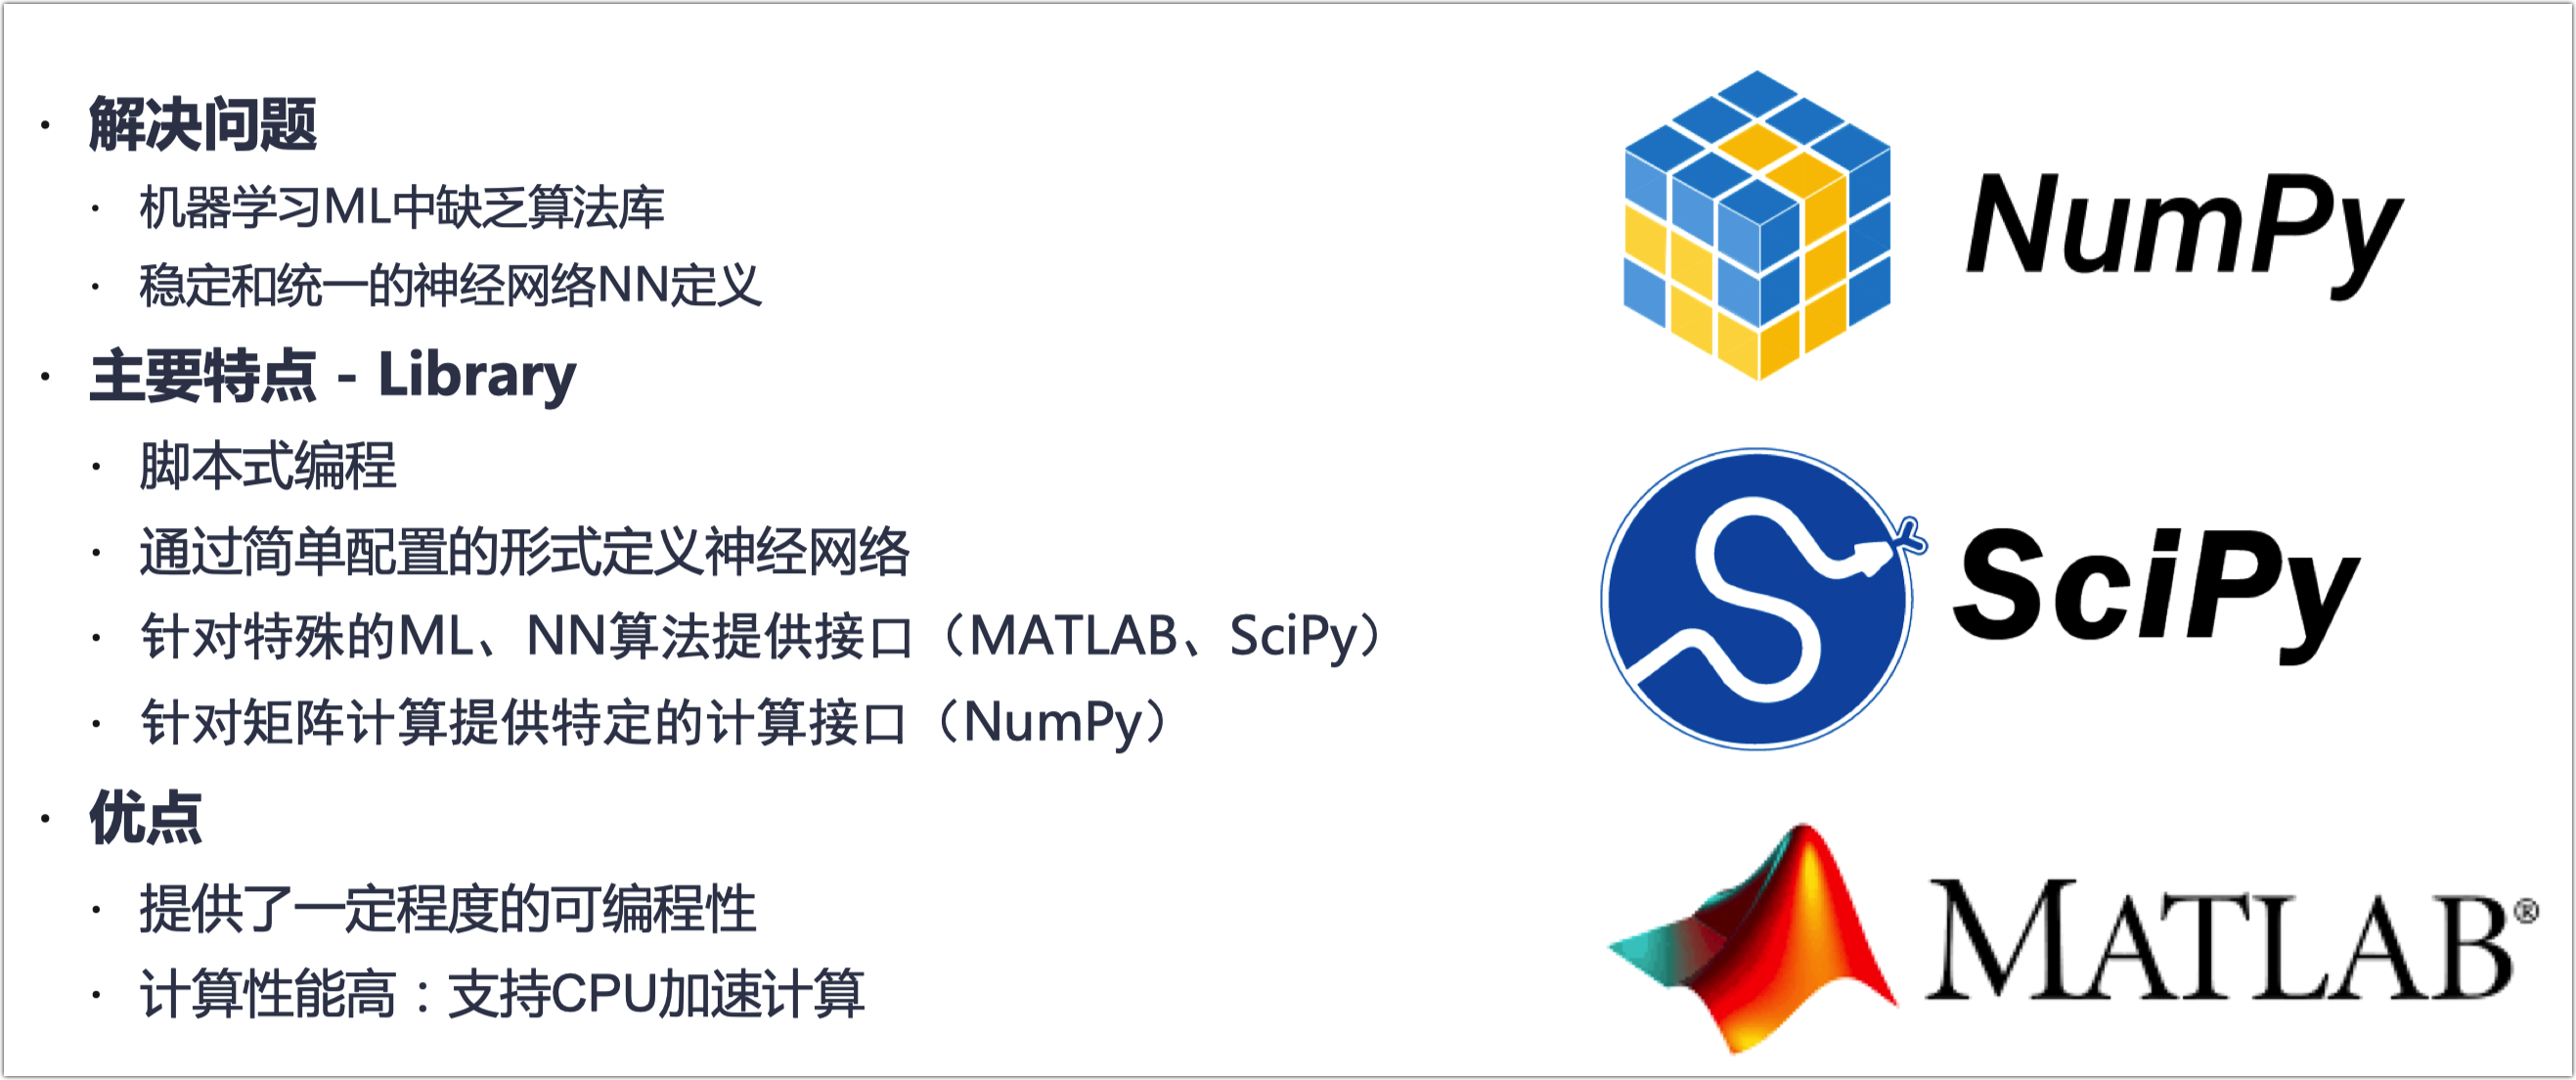 · 解决问题
· 机器学习ML中缺乏算法库
· 稳定和统一的神经网络NN定义
· 主要特点 - Library
· 脚本式编程
· 通过简单配置的形式定义神经网络
· 针对特殊的ML、NN算法提供接口（MATLAB、SciPy）
· 针对矩阵计算提供特定的计算接口（NumPy）
· 优点
· 提供了一定程度的可编程性
· 计算性能高：支持CPU加速计算
NumPy
SciPy
MATLAB®